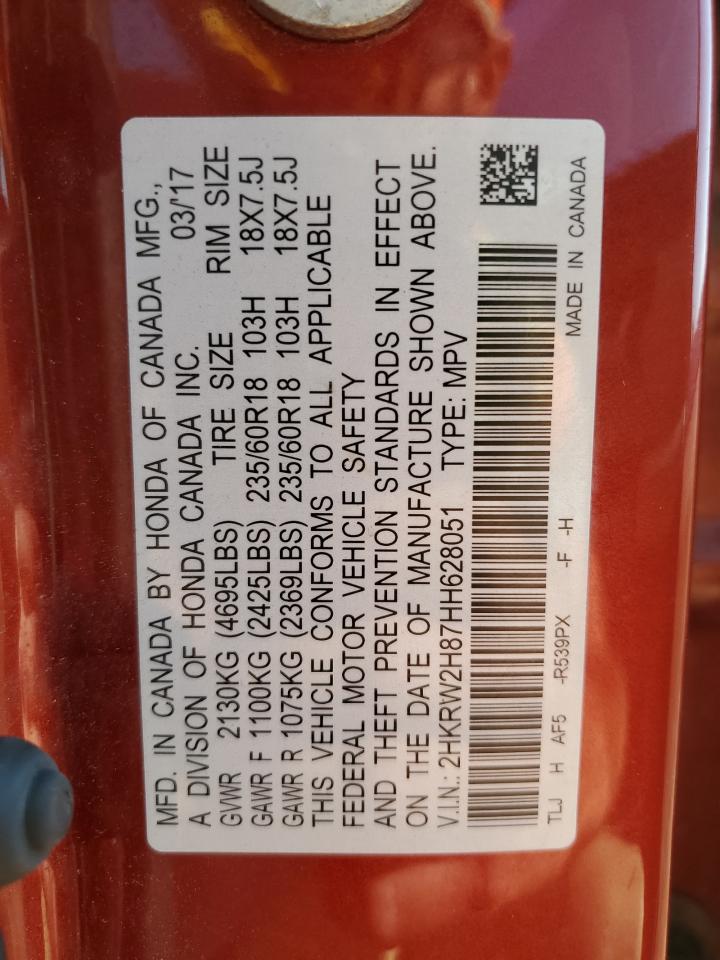 MFD. IN CANADA BY HONDA OF CANADA MFG.,
A DIVISION OF HONDA CANADA INC. 03/'17
GVWR 2130KG (4695LBS) TIRE SIZE RIM SIZE
GAWR F 1100KG (2425LBS) 235/60R18 103H 18X7.5J
GAWR R 1075KG (2369LBS) 235/60R18 103H 18X7.5J
THIS VEHICLE CONFORMS TO ALL APPLICABLE
FEDERAL MOTOR VEHICLE SAFETY
AND THEFT PREVENTION STANDARDS IN EFFECT
ON THE DATE OF MANUFACTURE SHOWN ABOVE.
V.I.N.: 2HKRW2H87HH628051 TYPE: MPV
TLJ H AF5 -R539PX -F -H MADE IN CANADA